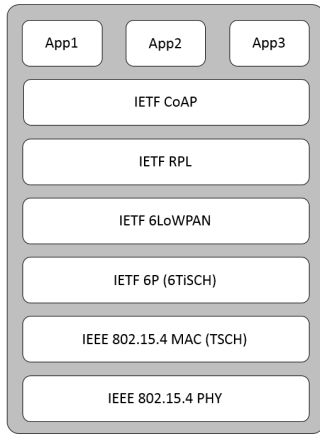 App1 App2 App3
IETF CoAP
IETF RPL
IETF 6LoWPAN
IETF 6P (6TiSCH)
IEEE 802.15.4 MAC (TSCH)
IEEE 802.15.4 PHY